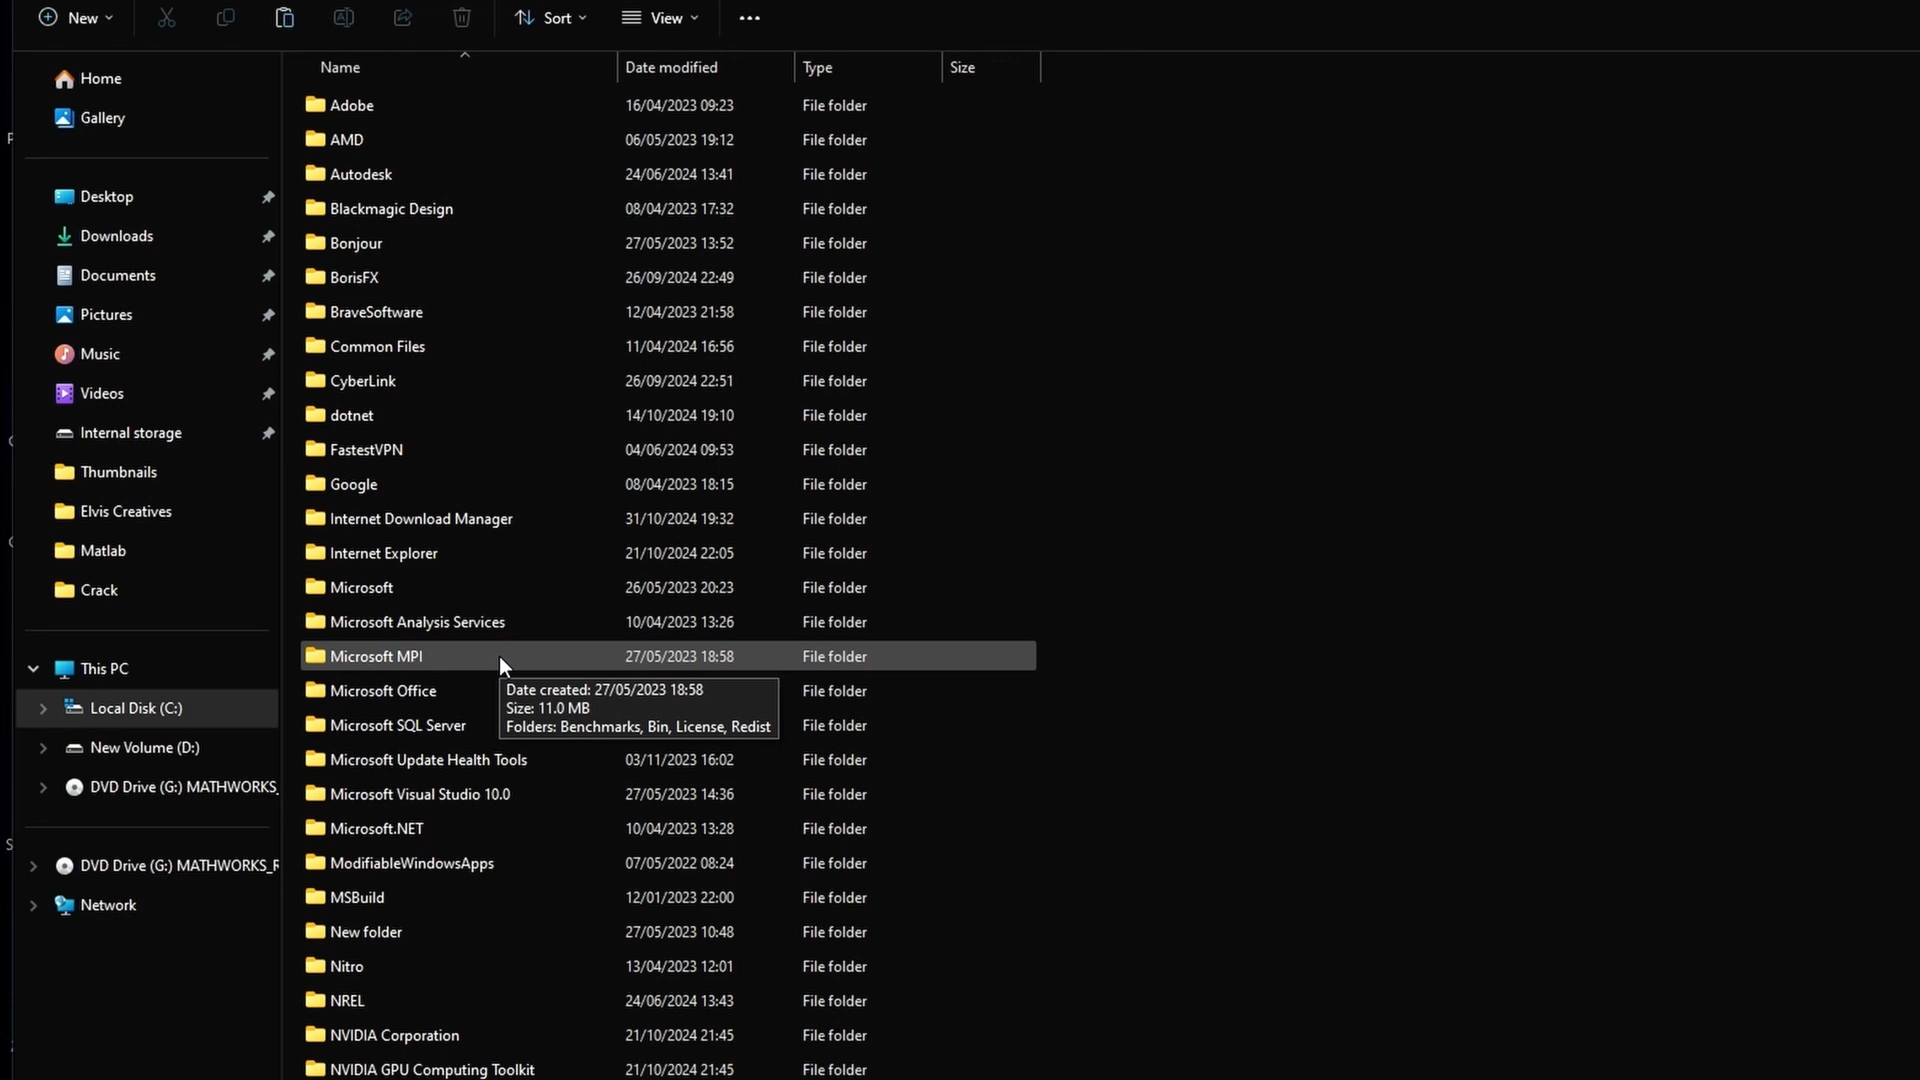 New
Sort
View
Name
Date modified
Type
Size
Home
Gallery
Desktop
Downloads
Documents
Pictures
Music
Videos
Internal storage
Thumbnails
Elvis Creatives
Matlab
Crack
This PC
Local Disk (C:)
New Volume (D:)
DVD Drive (G:) MATHWORKS_
DVD Drive (G:) MATHWORKS_R
Network
Adobe 16/04/2023 09:23 File folder
AMD 06/05/2023 19:12 File folder
Autodesk 24/06/2024 13:41 File folder
Blackmagic Design 08/04/2023 17:32 File folder
Bonjour 27/05/2023 13:52 File folder
BorisFX 26/09/2024 22:49 File folder
BraveSoftware 12/04/2023 21:58 File folder
Common Files 11/04/2024 16:56 File folder
CyberLink 26/09/2024 22:51 File folder
dotnet 14/10/2024 19:10 File folder
FastestVPN 04/06/2024 09:53 File folder
Google 08/04/2023 18:15 File folder
Internet Download Manager 31/10/2024 19:32 File folder
Internet Explorer 21/10/2024 22:05 File folder
Microsoft 26/05/2023 20:23 File folder
Microsoft Analysis Services 10/04/2023 13:26 File folder
Microsoft MPI 27/05/2023 18:58 File folder
Microsoft Office File folder
Microsoft SQL Server File folder
Date created: 27/05/2023 18:58
Size: 11.0 MB
Folders: Benchmarks, Bin, License, Redist
Microsoft Update Health Tools 03/11/2023 16:02 File folder
Microsoft Visual Studio 10.0 27/05/2023 14:36 File folder
Microsoft.NET 10/04/2023 13:28 File folder
ModifiableWindowsApps 07/05/2022 08:24 File folder
MSBuild 12/01/2023 22:00 File folder
New folder 27/05/2023 10:48 File folder
Nitro 13/04/2023 12:01 File folder
NREL 24/06/2024 13:43 File folder
NVIDIA Corporation 21/10/2024 21:45 File folder
NVIDIA GPU Computing Toolkit 21/10/2024 21:45 File folder